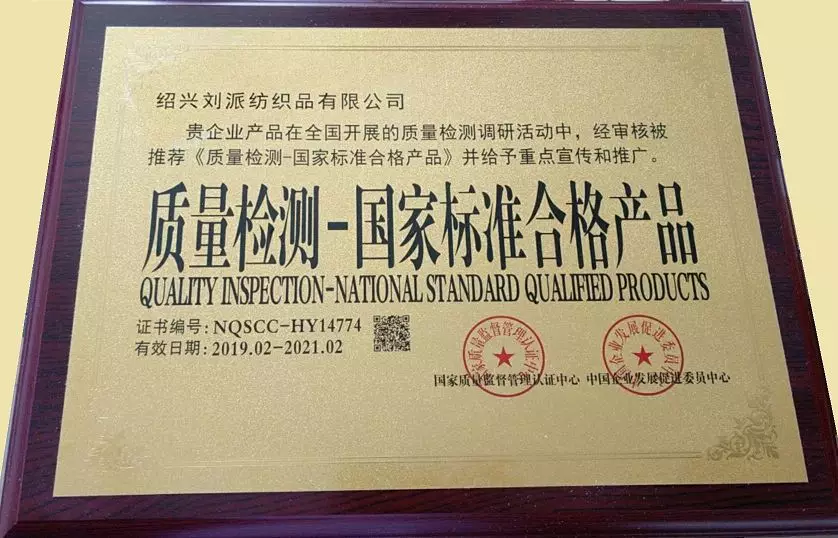 绍兴刘派纺织品有限公司
贵企业产品在全国开展的质量检测调研活动中，经审核被
推荐《质量检测-国家标准合格产品》并给予重点宣传和推广。
质量检测-国家标准合格产品
QUALITY INSPECTION-NATIONAL STANDARD QUALIFIED PRODUCTS
证书编号: NQSCC-HY14774
有效日期: 2019.02-2021.02
国家质量监督管理认证中心 中国企业发展促进委员中心